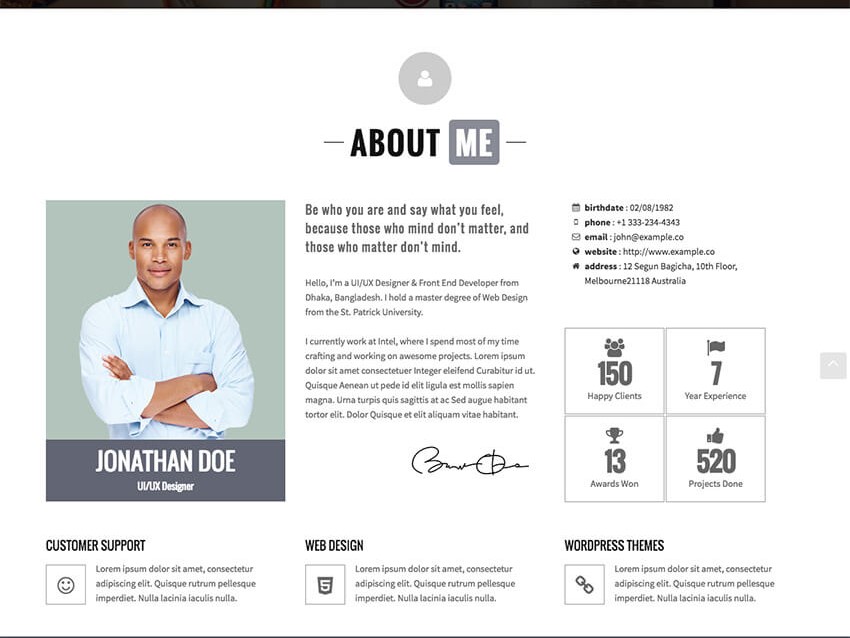 ABOUT ME
JONATHAN DOE
UI/UX Designer
Be who you are and say what you feel,
because those who mind don't matter, and
those who matter don't mind.
Hello, I'm a UI/UX Designer & Front End Developer from
Dhaka, Bangladesh. I hold a master degree of Web Design
from the St. Patrick University.
I currently work at Intel, where I spend most of my time
crafting and working on awesome projects. Lorem ipsum
dolor sit amet consectetuer Integer eleifend Curabitur id ut.
Quisque Aenean ut pede id elit ligula est mollis sapien
magna. Urna turpis quis sagittis at ac Sed augue habitant
tortor elit. Dolor Quisque et elit aliquam vitae habitant.
birthdate : 02/08/1982
phone : +1 333-234-4343
email : john@example.co
website : http://www.example.co
address : 12 Segun Bagicha, 10th Floor,
Melbourne21118 Australia
150
Happy Clients
7
Year Experience
13
Awards Won
520
Projects Done
CUSTOMER SUPPORT
Lorem ipsum dolor sit amet, consectetur
adipiscing elit. Quisque rutrum pellesque
imperdiet. Nulla lacinia iaculis nulla.
WEB DESIGN
Lorem ipsum dolor sit amet, consectetur
adipiscing elit. Quisque rutrum pellesque
imperdiet. Nulla lacinia iaculis nulla.
WORDPRESS THEMES
Lorem ipsum dolor sit amet, consectetur
adipiscing elit. Quisque rutrum pellesque
imperdiet. Nulla lacinia iaculis nulla.